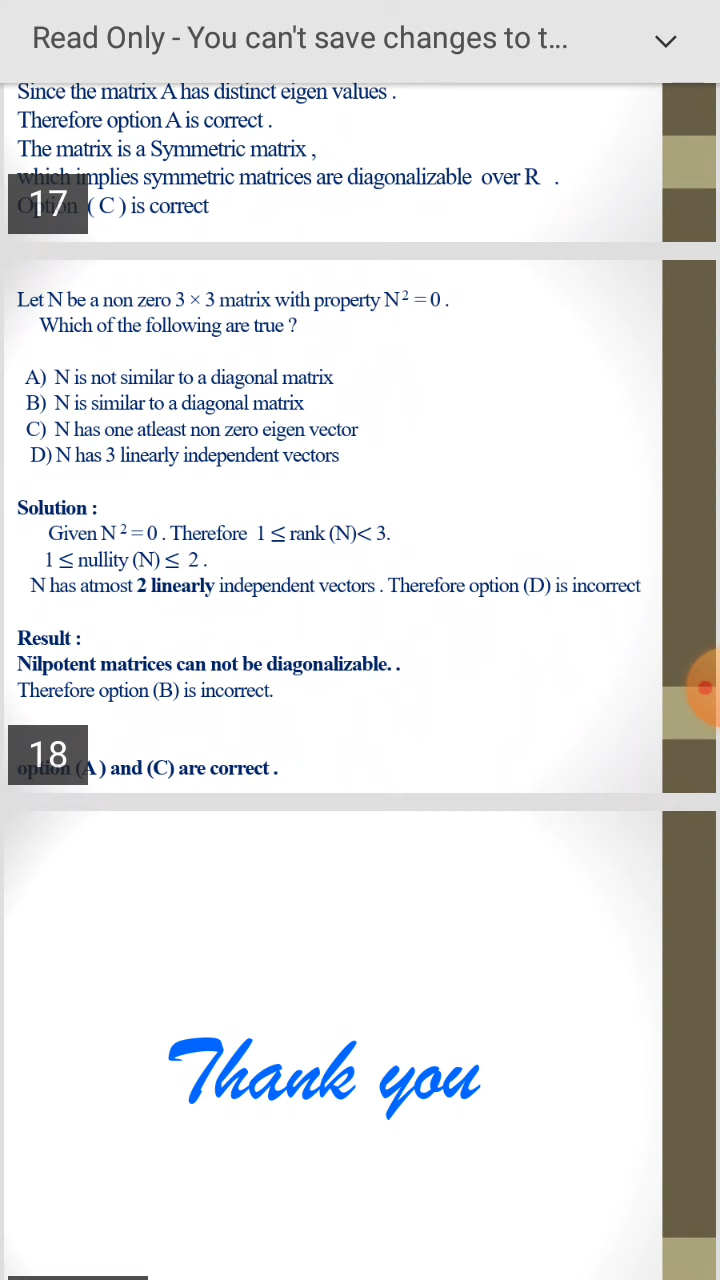 Read Only - You can't save changes to t...
Since the matrix A has distinct eigen values .
Therefore option A is correct .
The matrix is a Symmetric matrix ,
which implies symmetric matrices are diagonalizable over R .
Option ( C ) is correct
17
Let N be a non zero 3 × 3 matrix with property N² = 0 .
Which of the following are true ?
A) N is not similar to a diagonal matrix
B) N is similar to a diagonal matrix
C) N has one atleast non zero eigen vector
D) N has 3 linearly independent vectors
Solution :
Given N ² = 0 . Therefore 1 ≤ rank (N)< 3.
1 ≤ nullity (N) ≤ 2 .
N has atmost 2 linearly independent vectors . Therefore option (D) is incorrect
Result :
Nilpotent matrices can not be diagonalizable. .
Therefore option (B) is incorrect.
18
option (A ) and (C) are correct .
Thank you